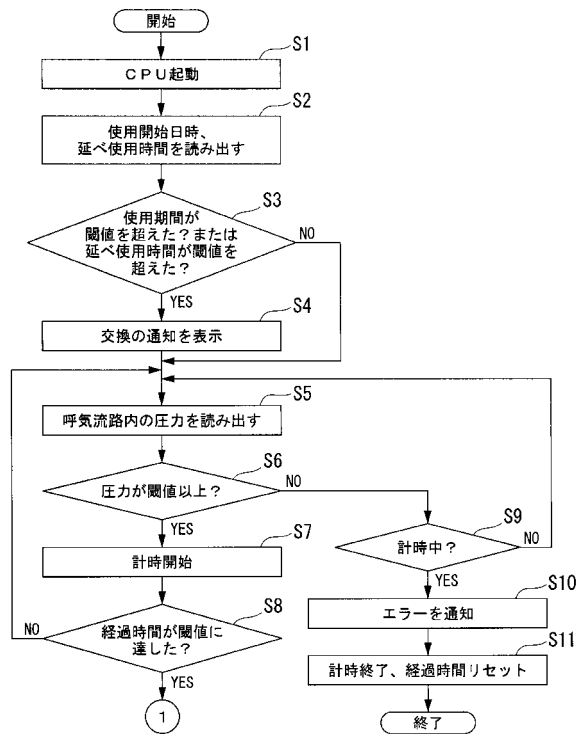 開始
S1
CPU起動
S2
使用開始日時、
延べ使用時間を読み出す
S3
使用期間が
閾値を超えた？または
延べ使用時間が閾値を
超えた？
NO
YES
S4
交換の通知を表示
S5
呼気流路内の圧力を読み出す
S6
圧力が閾値以上？
NO
YES
S7
計時開始
S8
経過時間が閾値に
達した？
NO
YES
1
S9
計時中？
NO
YES
S10
エラーを通知
S11
計時終了、経過時間リセット
終了